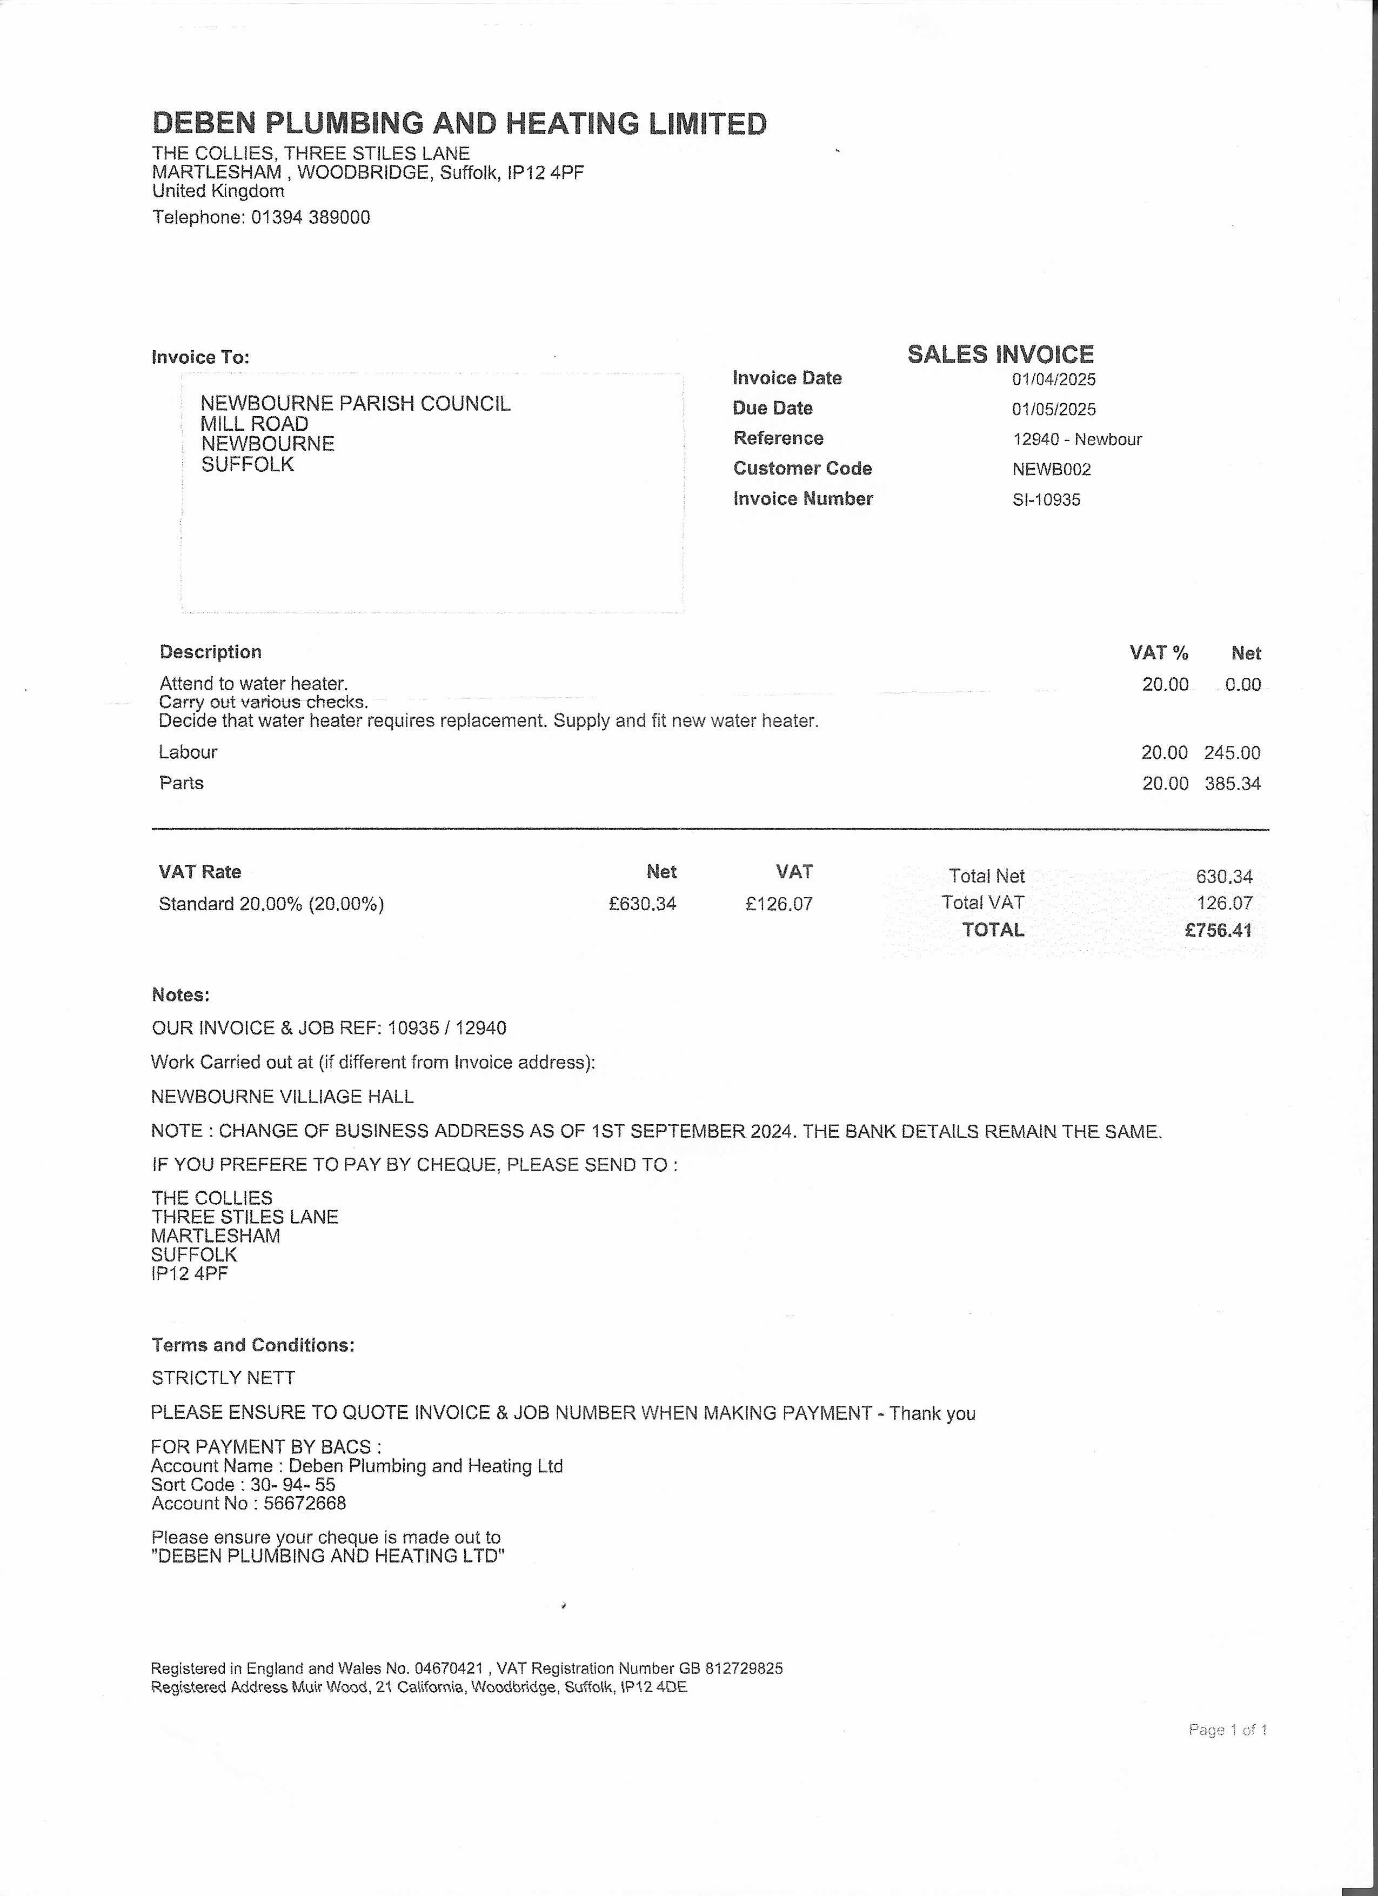 DEBEN PLUMBING AND HEATING LIMITED
THE COLLIES, THREE STILES LANE
MARTLESHAM , WOODBRIDGE, Suffolk, IP12 4PF
United Kingdom
Telephone: 01394 389000
Invoice To:
NEWBOURNE PARISH COUNCIL
MILL ROAD
NEWBOURNE
SUFFOLK
SALES INVOICE
Invoice Date 01/04/2025
Due Date 01/05/2025
Reference 12940 - Newbour
Customer Code NEWB002
Invoice Number SI-10935
Description VAT % Net
Attend to water heater. 20.00 0.00
Carry out various checks.
Decide that water heater requires replacement. Supply and fit new water heater.
Labour 20.00 245.00
Parts 20.00 385.34
VAT Rate Net VAT
Standard 20.00% (20.00%) £630.34 £126.07
Total Net 630.34
Total VAT 126.07
TOTAL £756.41
Notes:
OUR INVOICE & JOB REF: 10935 / 12940
Work Carried out at (if different from Invoice address):
NEWBOURNE VILLIAGE HALL
NOTE : CHANGE OF BUSINESS ADDRESS AS OF 1ST SEPTEMBER 2024. THE BANK DETAILS REMAIN THE SAME.
IF YOU PREFERE TO PAY BY CHEQUE, PLEASE SEND TO :
THE COLLIES
THREE STILES LANE
MARTLESHAM
SUFFOLK
IP12 4PF
Terms and Conditions:
STRICTLY NETT
PLEASE ENSURE TO QUOTE INVOICE & JOB NUMBER WHEN MAKING PAYMENT - Thank you
FOR PAYMENT BY BACS :
Account Name : Deben Plumbing and Heating Ltd
Sort Code : 30- 94- 55
Account No : 56672668
Please ensure your cheque is made out to
"DEBEN PLUMBING AND HEATING LTD"
Registered in England and Wales No. 04670421 , VAT Registration Number GB 812729825
Registered Address Muir Wood, 21 California, Woodbridge, Suffolk, IP12 4DE
Page 1 of 1